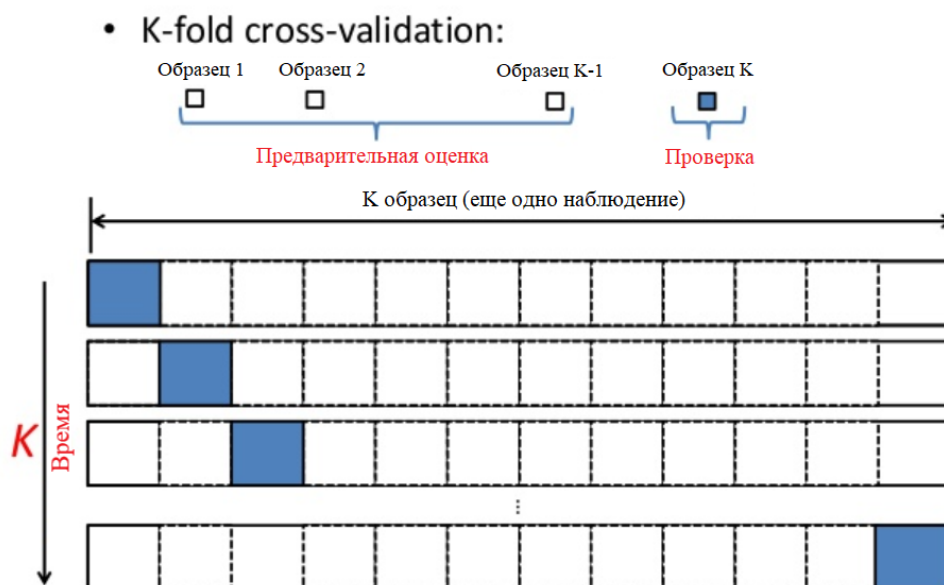 • K-fold cross-validation:
Образец 1 Образец 2 Образец K-1 Образец K
Предварительная оценка Проверка
K образец (еще одно наблюдение)
K
Время
...